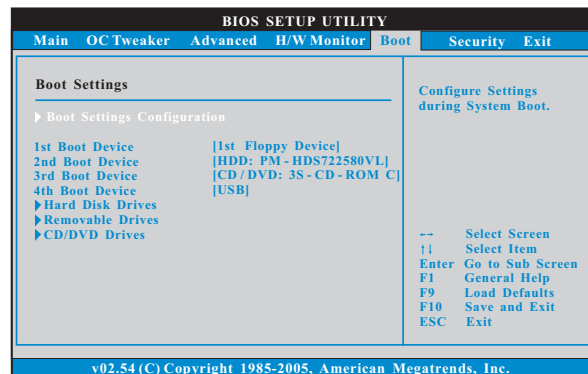 BIOS SETUP UTILITY
Main OC Tweaker Advanced H/W Monitor Boot Security Exit
Boot Settings
Boot Settings Configuration
1st Boot Device [1st Floppy Device]
2nd Boot Device [HDD: PM - HDS722580VL]
3rd Boot Device [CD / DVD: 3S - CD - ROM C]
4th Boot Device [USB]
Hard Disk Drives
Removable Drives
CD/DVD Drives
Configure Settings
during System Boot.
↔ Select Screen
↑↓ Select Item
Enter Go to Sub Screen
F1 General Help
F9 Load Defaults
F10 Save and Exit
ESC Exit
v02.54 (C) Copyright 1985-2005, American Megatrends, Inc.